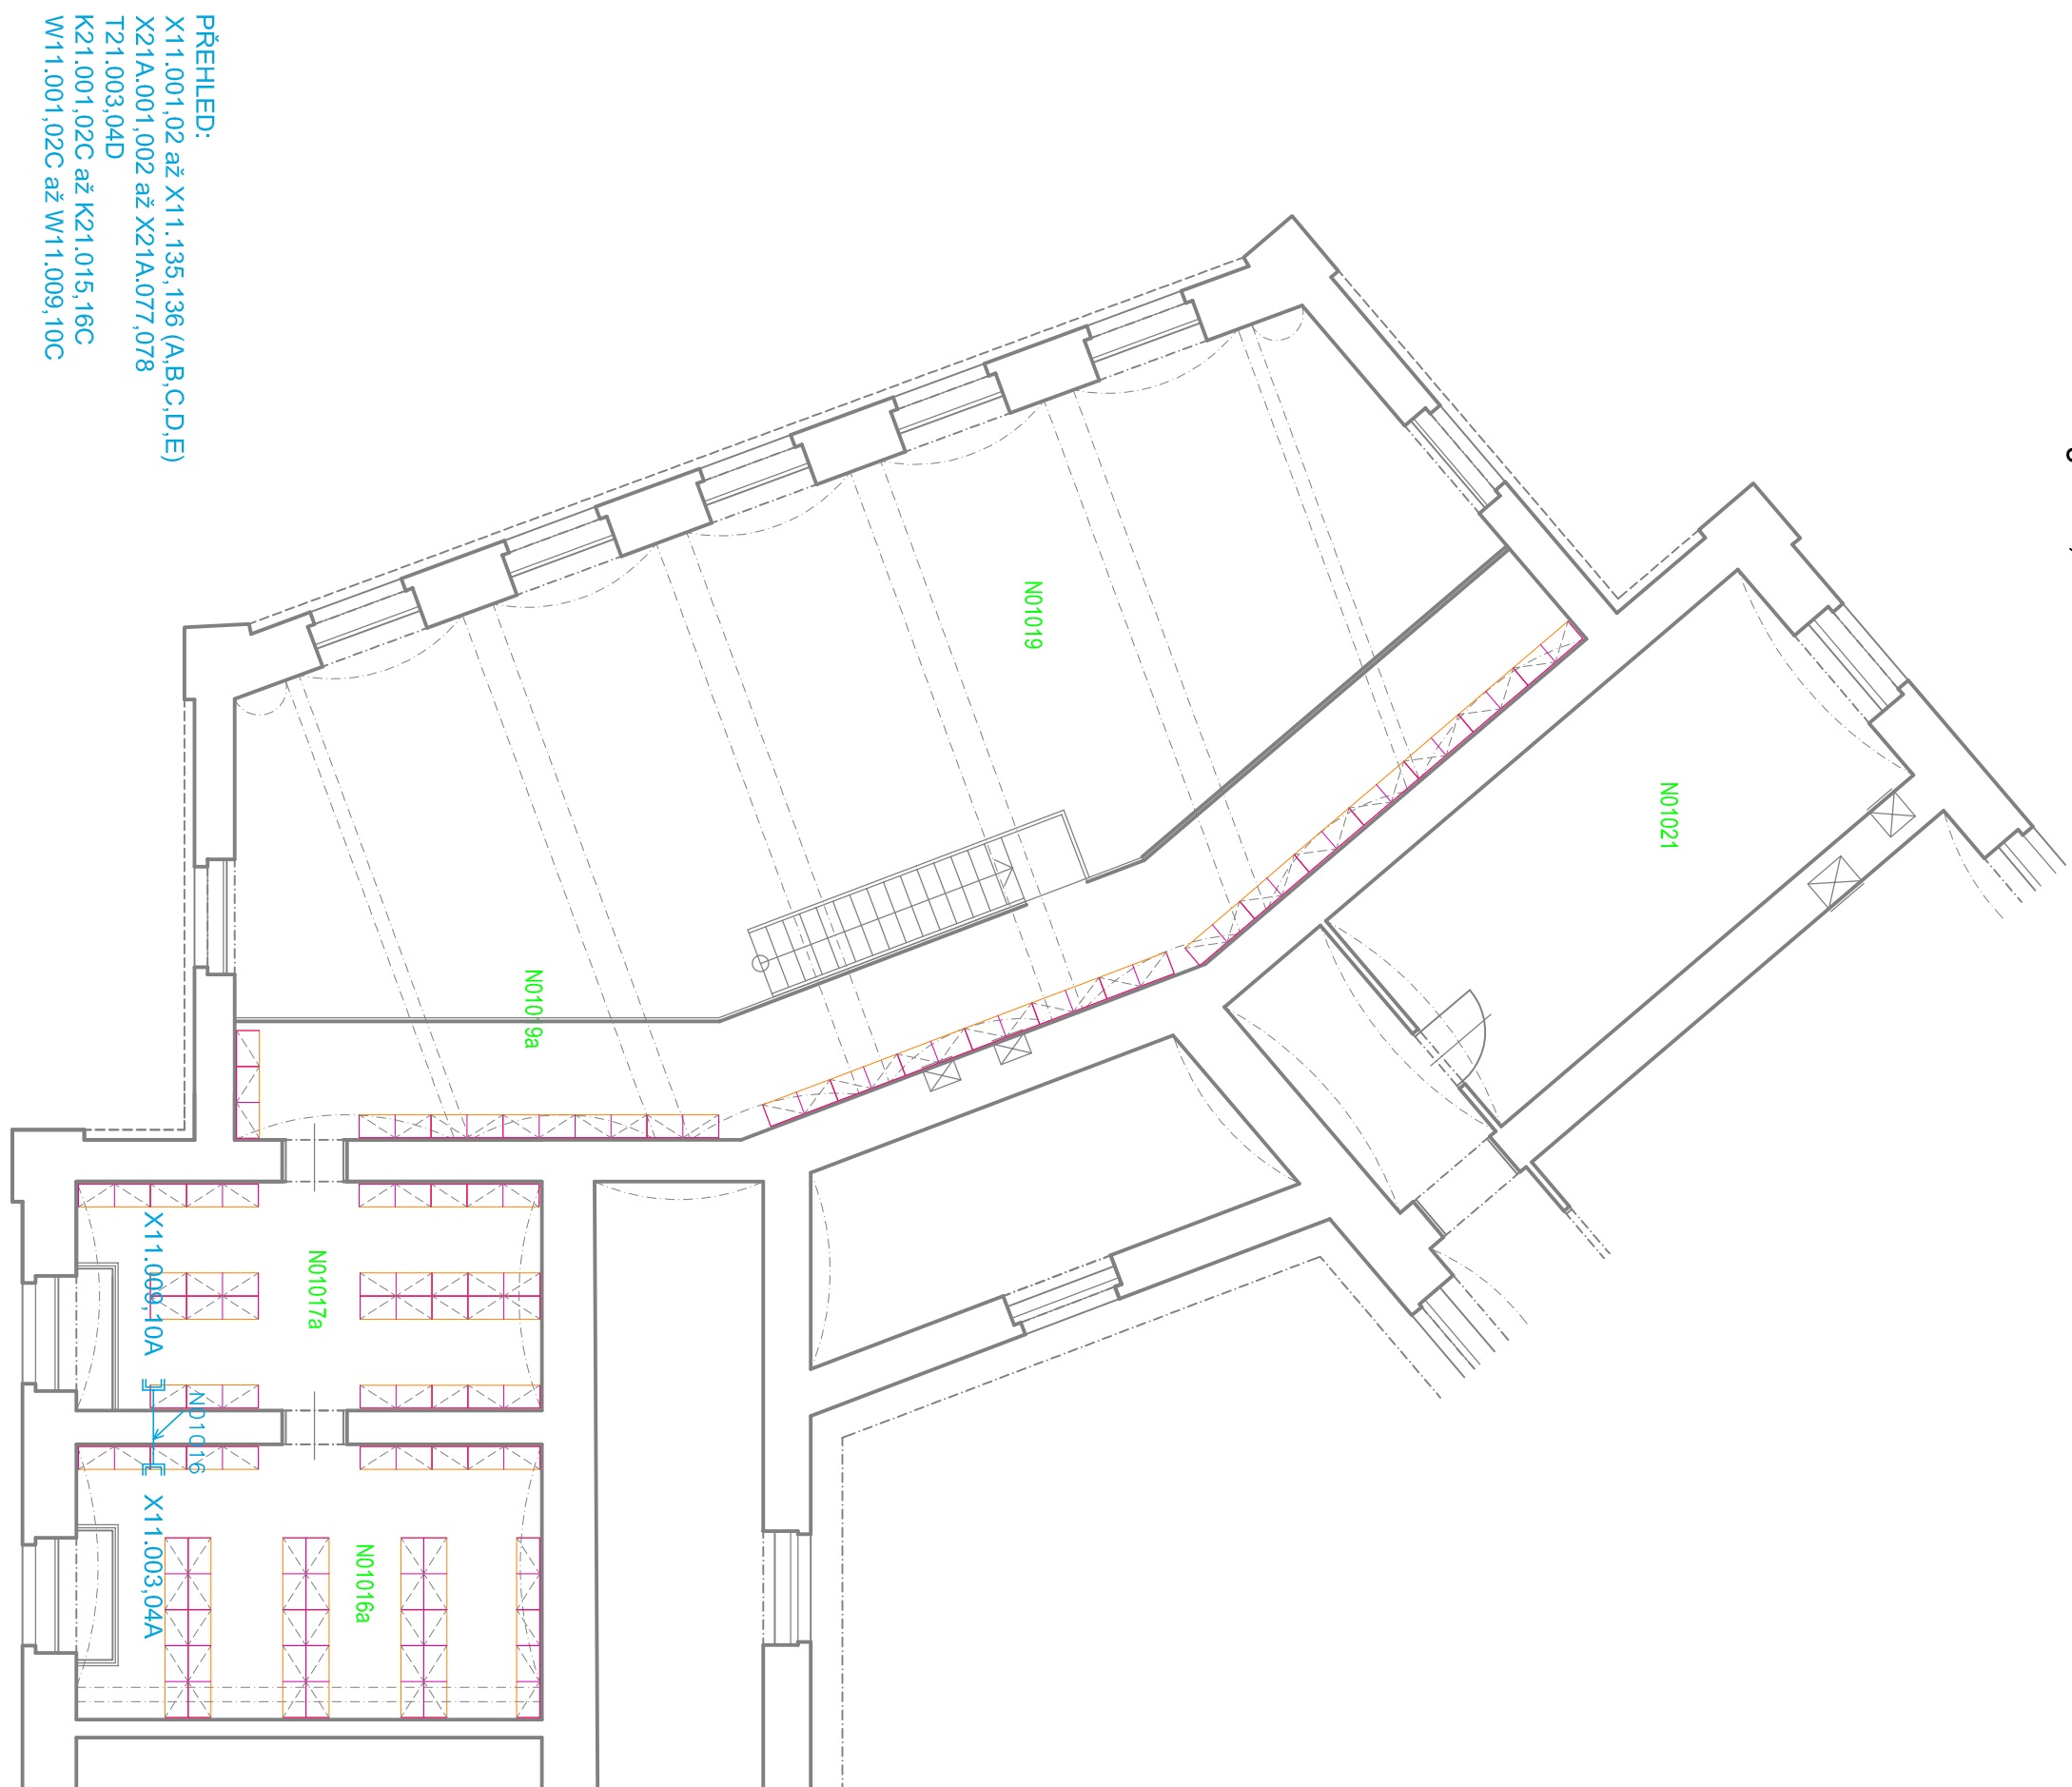 PŘEHLED:
X11.001,02 až X11.135,136 (A,B,C,D,E)
X21A.001,002 až X21A.077,078
T21.003,04D
K21.001,02C až K21.015,16C
W11.001,02C až W11.009,10C
N01019
N01021
N01019a
X11.009,10A
N01017a
N01016
X11.003,04A
N01016a